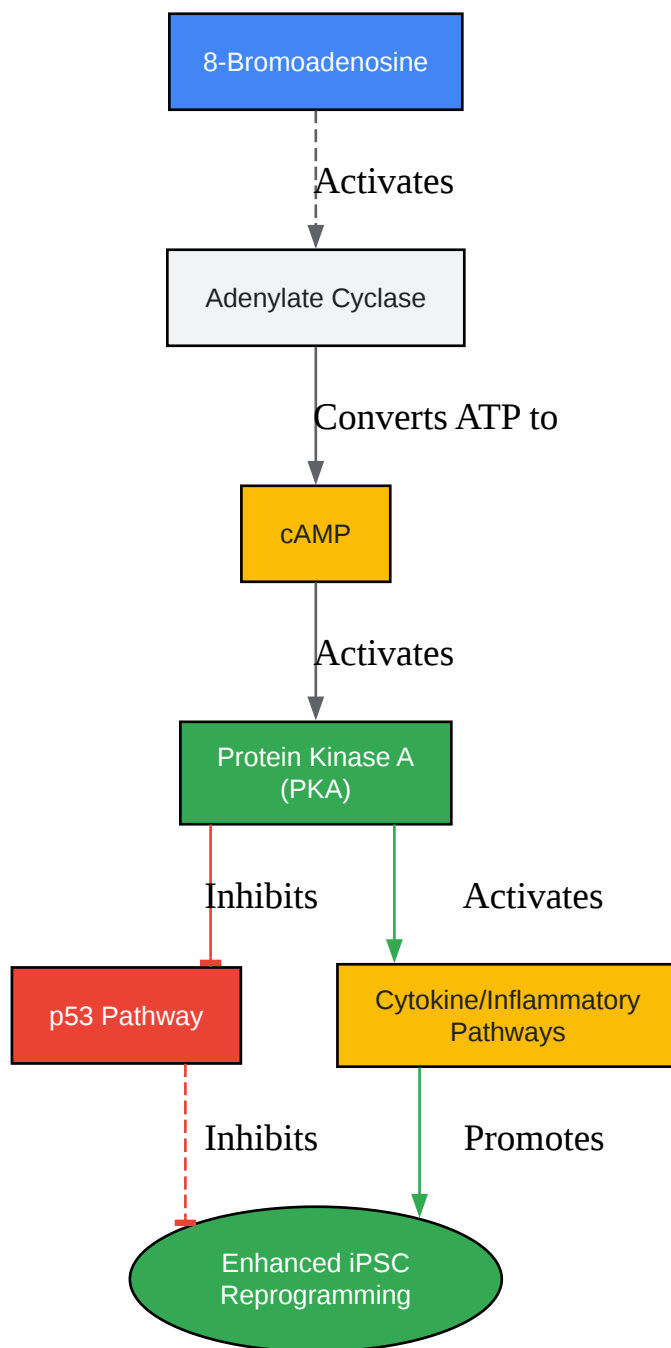 8-Bromoadenosine
Activates
Adenylate Cyclase
Converts ATP to
cAMP
Activates
Protein Kinase A
(PKA)
Inhibits
Activates
p53 Pathway
Cytokine/Inflammatory
Pathways
Inhibits
Promotes
Enhanced iPSC
Reprogramming